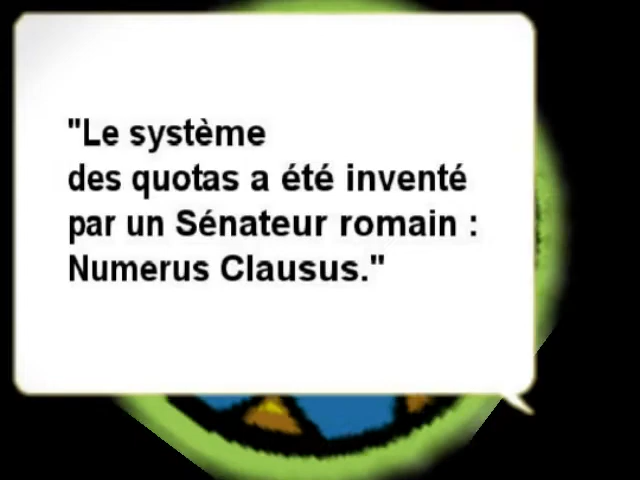 "Le système
des quotas a été inventé
par un Sénateur romain :
Numerus Clausus."